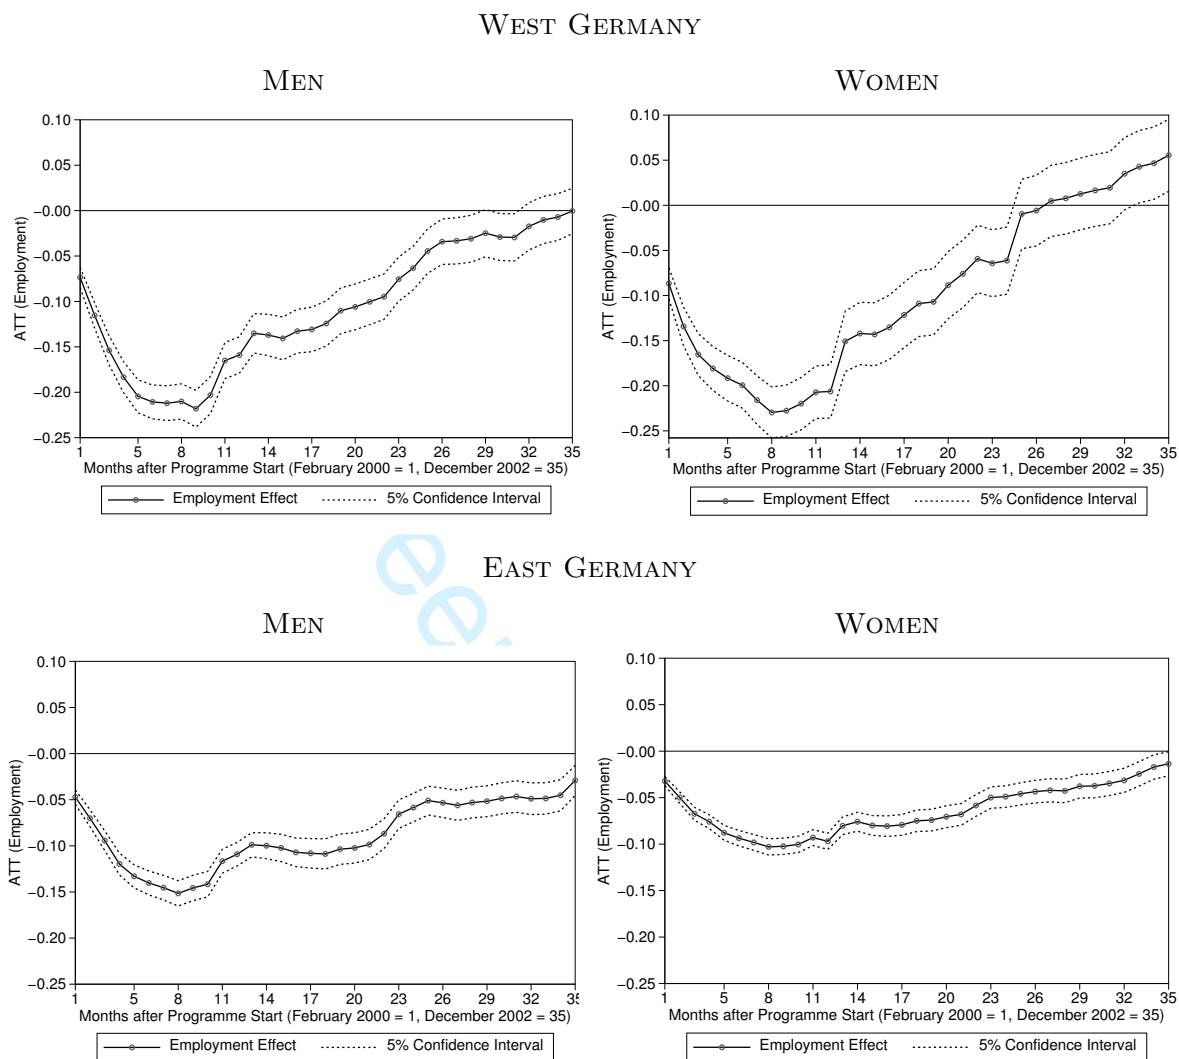 WEST GERMANY
MEN
WOMEN
0.10
0.05
−0.00
−0.05
−0.10
−0.15
−0.20
−0.25
ATT (Employment)
1 5 8 11 14 17 20 23 26 29 32 35
Months after Programme Start (February 2000 = 1, December 2002 = 35)
Employment Effect 5% Confidence Interval
0.10
0.05
−0.00
−0.05
−0.10
−0.15
−0.20
−0.25
ATT (Employment)
1 5 8 11 14 17 20 23 26 29 32 35
Months after Programme Start (February 2000 = 1, December 2002 = 35)
Employment Effect 5% Confidence Interval
ee
EAST GERMANY
MEN
WOMEN
0.10
0.05
−0.00
−0.05
−0.10
−0.15
−0.20
−0.25
ATT (Employment)
1 5 8 11 14 17 20 23 26 29 32 35
Months after Programme Start (February 2000 = 1, December 2002 = 35)
Employment Effect 5% Confidence Interval
0.10
0.05
−0.00
−0.05
−0.10
−0.15
−0.20
−0.25
ATT (Employment)
1 5 8 11 14 17 20 23 26 29 32 35
Months after Programme Start (February 2000 = 1, December 2002 = 35)
Employment Effect 5% Confidence Interval